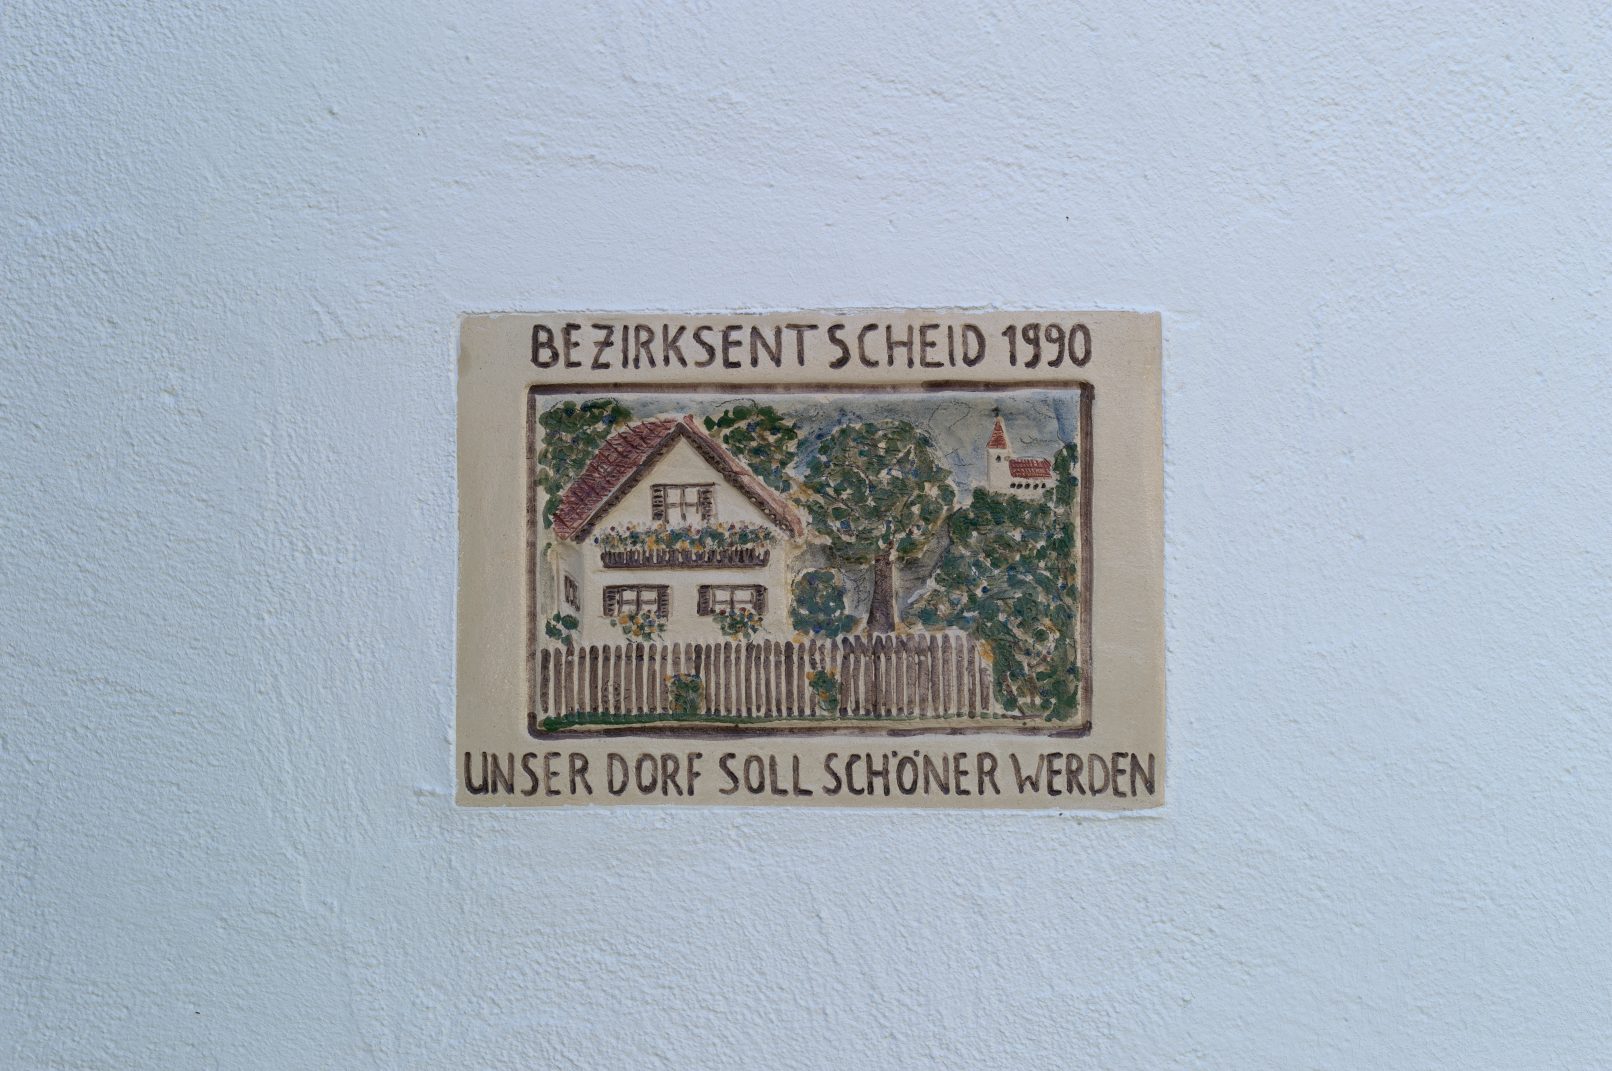 BEZIRKSENTSCHEID 1990
UNSER DORF SOLL SCHÖNER WERDEN